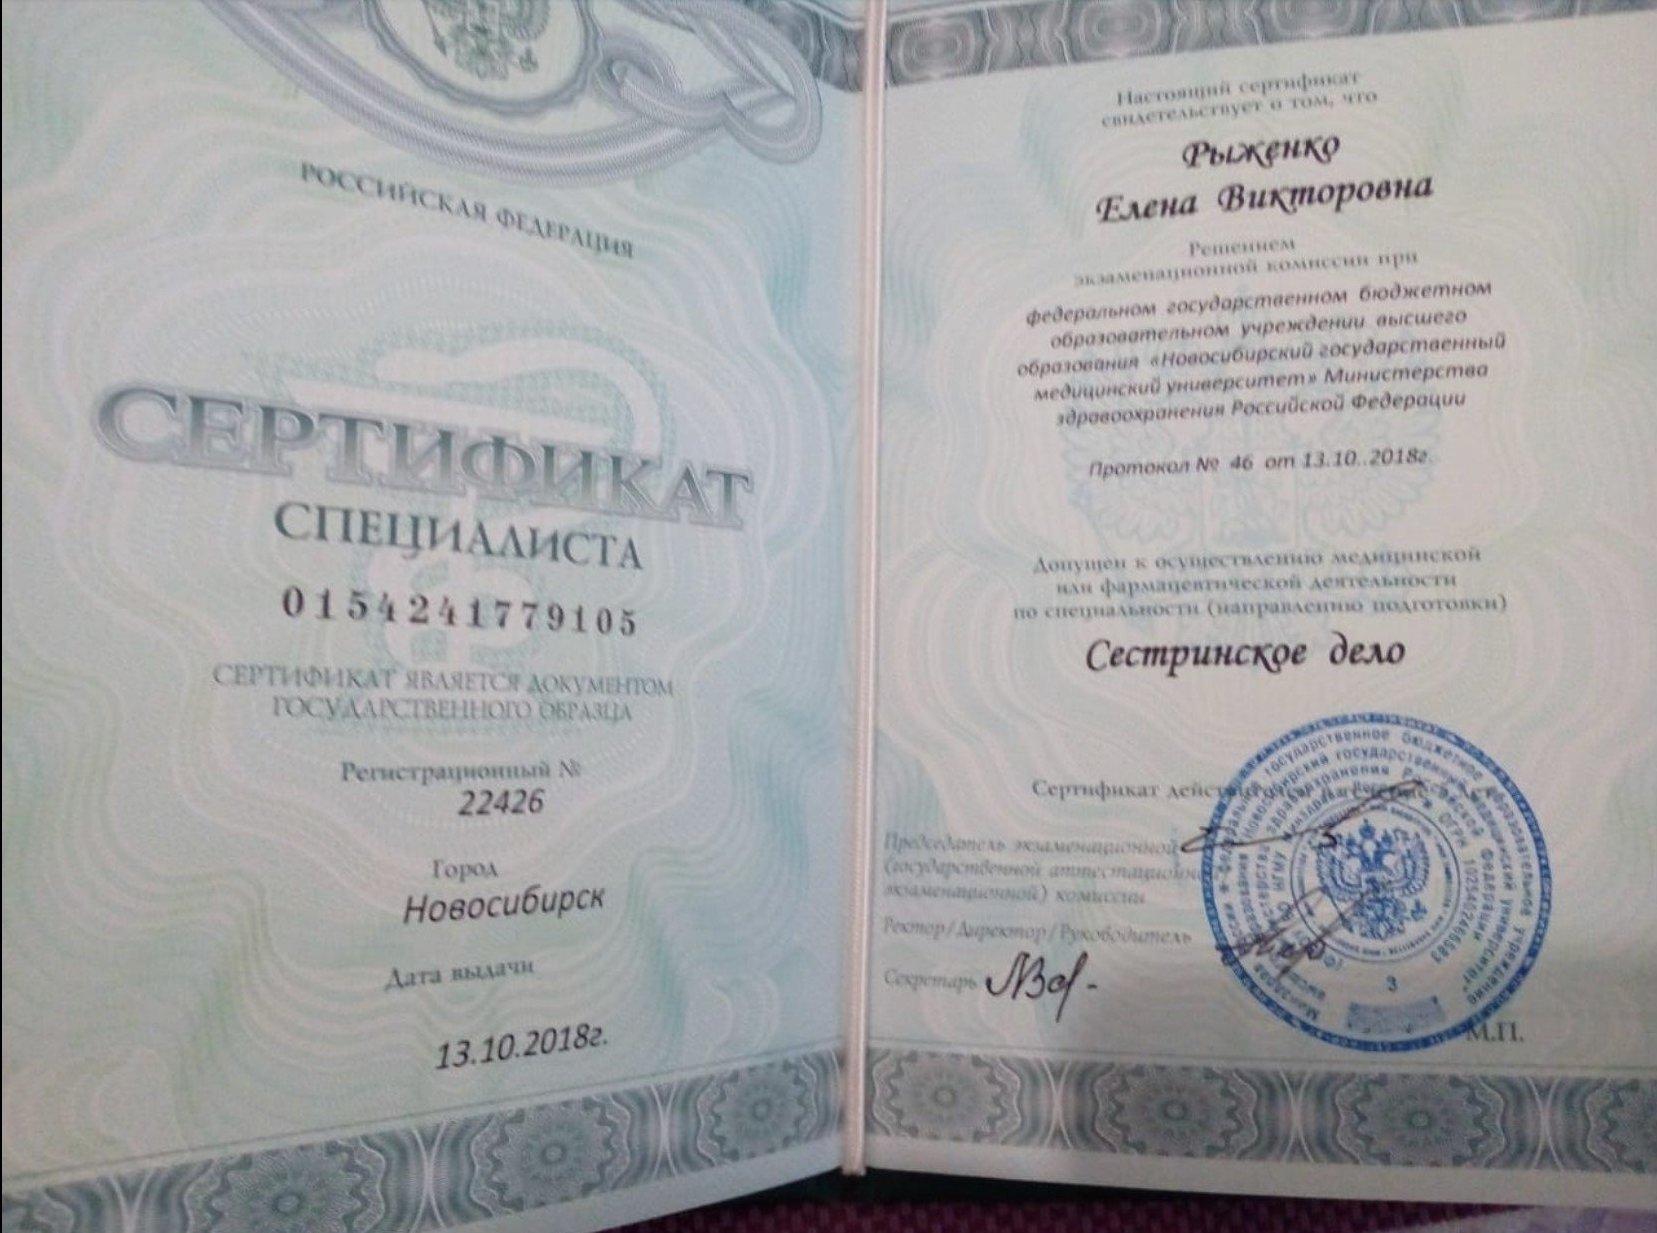 РОССИЙСКАЯ ФЕДЕРАЦИЯ
СЕРТИФИКАТ
СПЕЦИАЛИСТА
0154241779105
СЕРТИФИКАТ ЯВЛЯЕТСЯ ДОКУМЕНТОМ
ГОСУДАРСТВЕННОГО ОБРАЗЦА
Регистрационный №
22426
Город
Новосибирск
Дата выдачи
13.10.2018г.
Настоящий сертификат
свидетельствует о том, что
Рыженко
Елена Викторовна
Решением
экзаменационной комиссии при
федеральном государственном бюджетном
образовательном учреждении высшего
образования «Новосибирский государственный
медицинский университет» Министерства
здравоохранения Российской Федерации
Протокол № 46 от 13.10..2018г.
Допущен к осуществлению медицинской
или фармацевтической деятельности
по специальности (направлению подготовки)
Сестринское дело
Сертификат
Председатель экзаменационной
(государственной
экзаменационной) комиссии
Ректор/Директор/Руководитель
Секретарь
3
М.П.